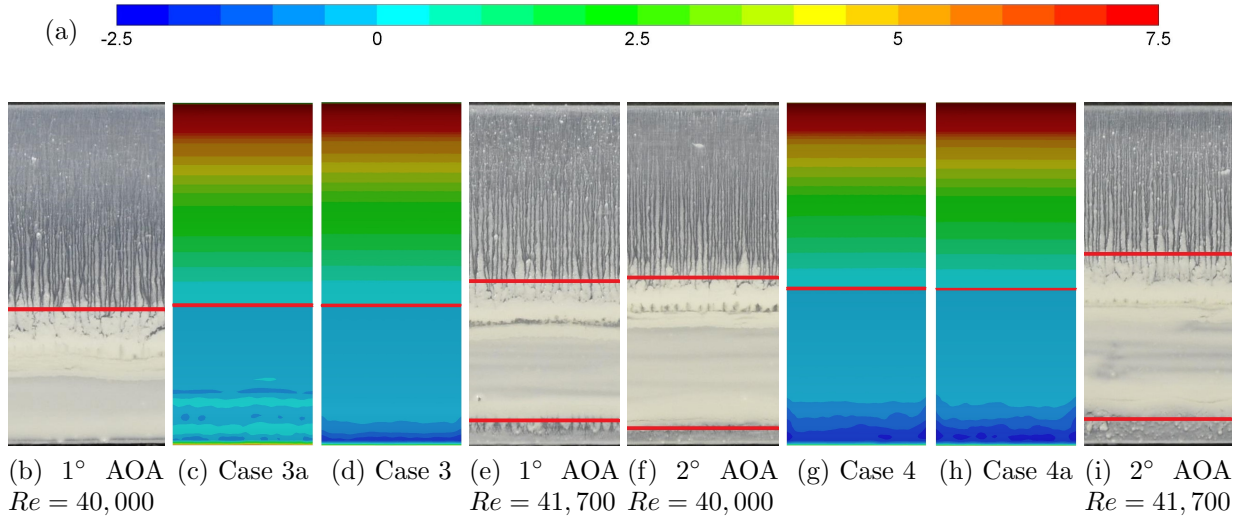 (a)
-2.5 0 2.5 5 7.5
(b) 1° AOA (c) Case 3a (d) Case 3 (e) 1° AOA (f) 2° AOA (g) Case 4 (h) Case 4a (i) 2° AOA
Re = 40,000 Re = 41,700 Re = 40,000 Re = 41,700